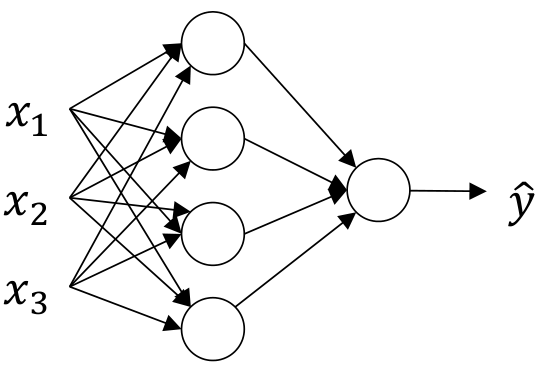 x₁
x₂
x₃
ŷ